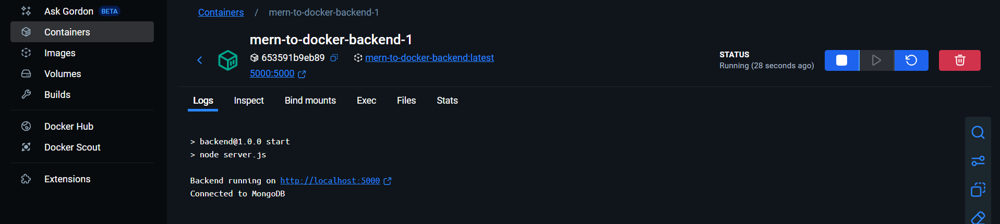 Ask Gordon BETA
Containers
Images
Volumes
Builds
Docker Hub
Docker Scout
Extensions
Containers / mern-to-docker-backend-1
mern-to-docker-backend-1
653591b9eb89 mern-to-docker-backend:latest
5000:5000
STATUS
Running (28 seconds ago)
Logs Inspect Bind mounts Exec Files Stats
> backend@1.0.0 start
> node server.js
Backend running on http://localhost:5000
Connected to MongoDB